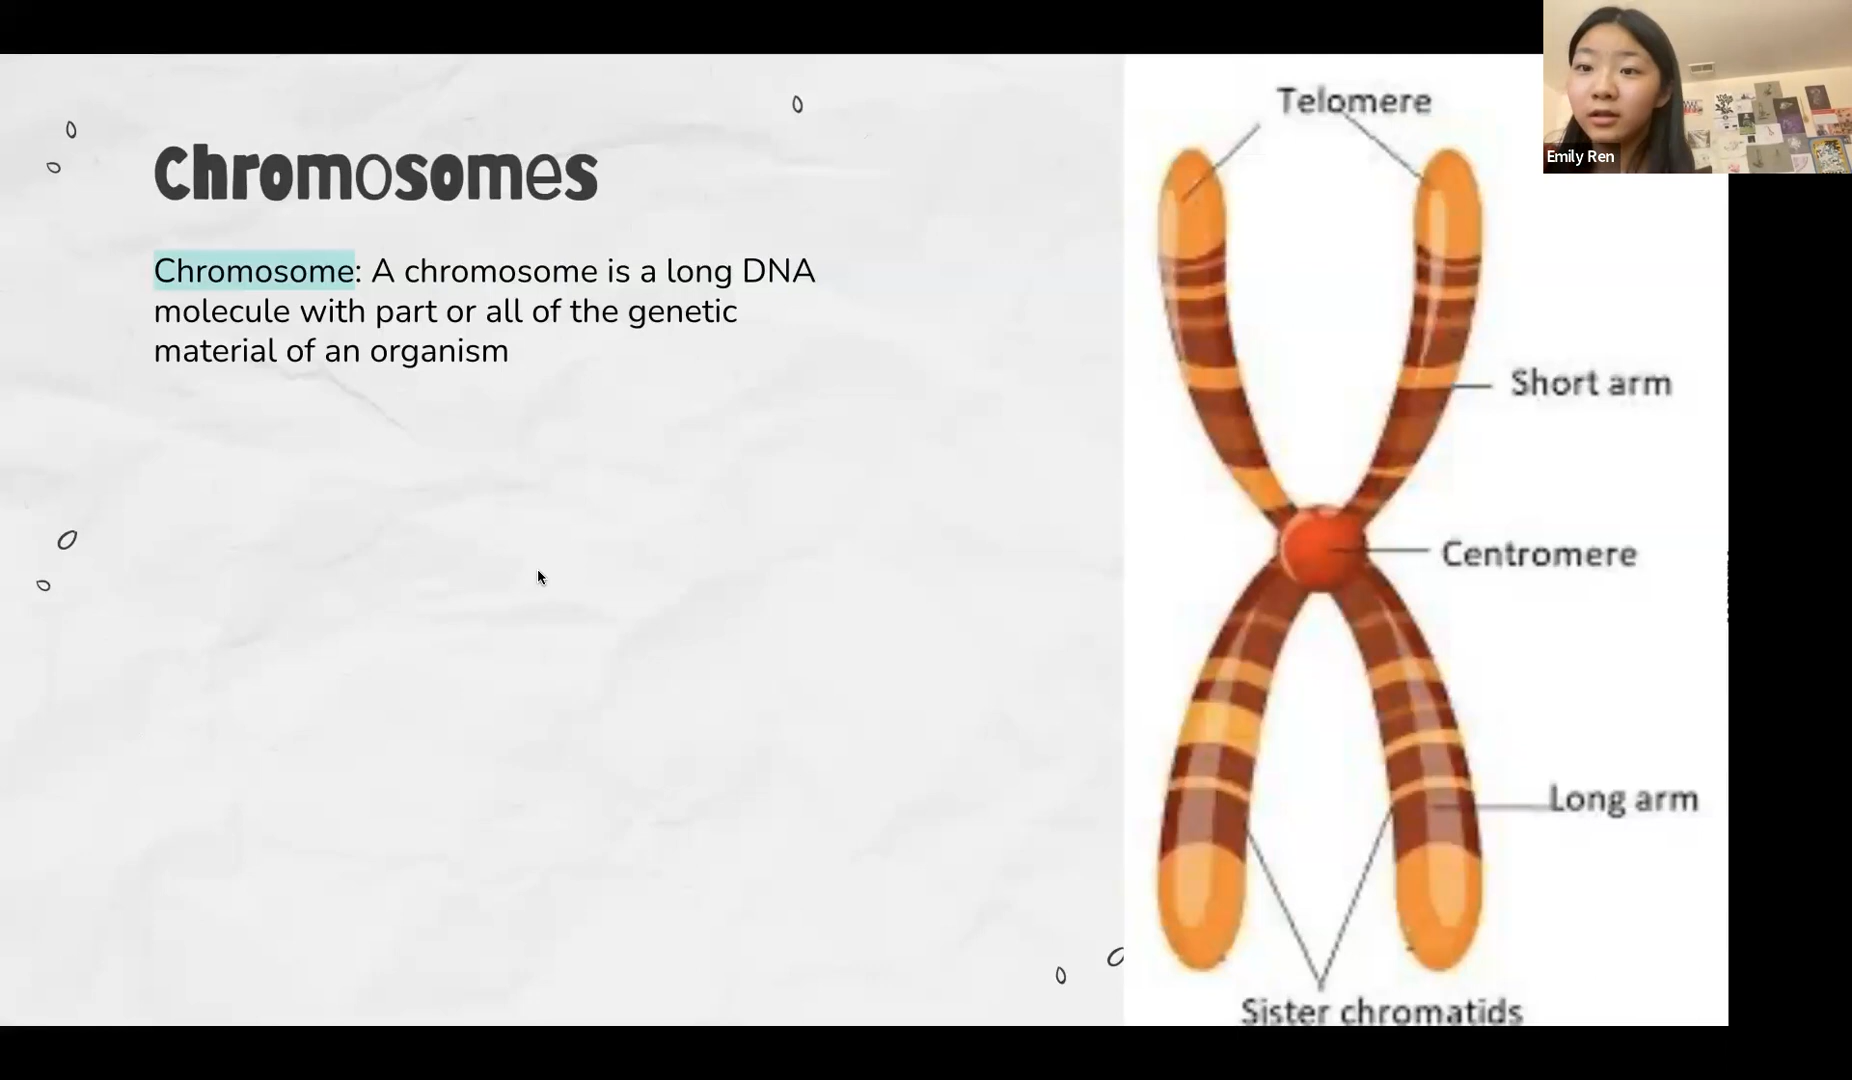 Chromosomes
Chromosome: A chromosome is a long DNA
molecule with part or all of the genetic
material of an organism
Telomere
Short arm
Centromere
Long arm
Sister chromatids
Emily Ren